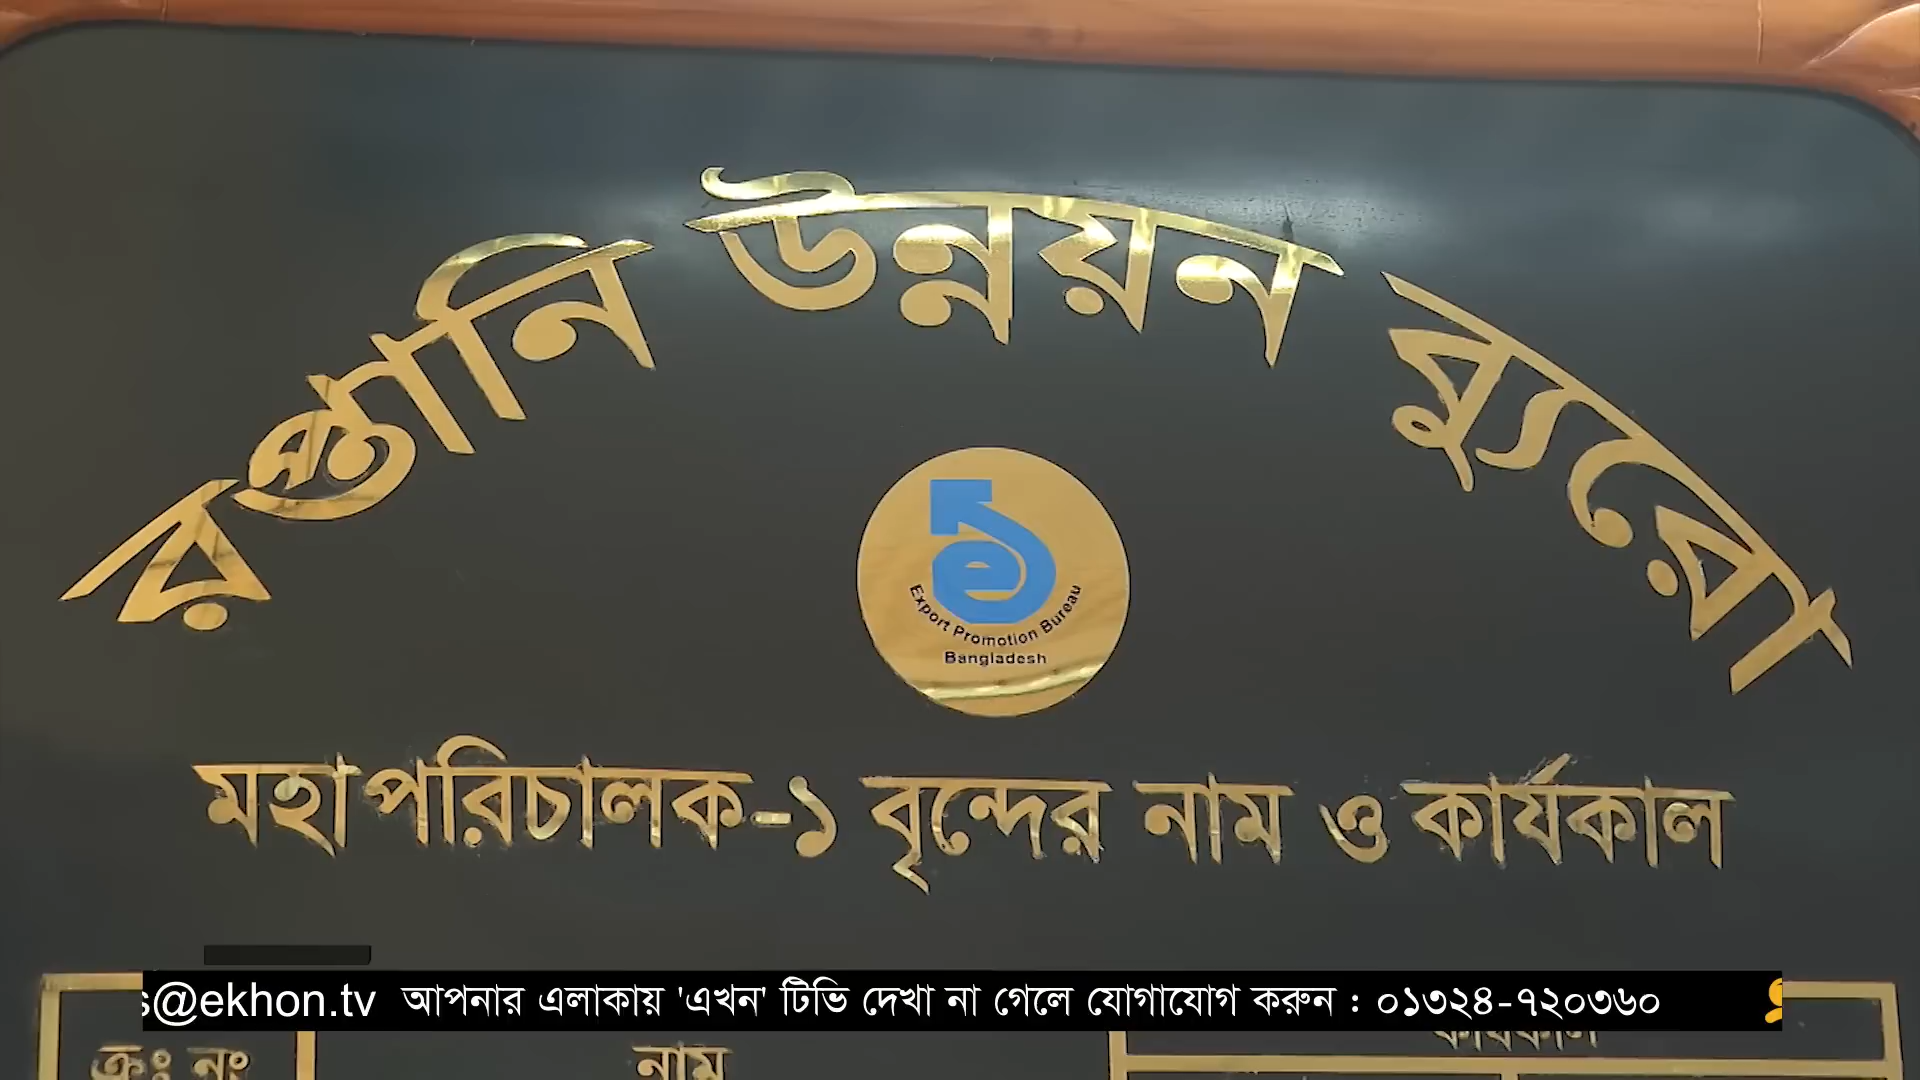 রপ্তানি উন্নয়ন ব্যুরো
Export Promotion Bureau
Bangladesh
মহাপরিচালক-১ বৃন্দের নাম ও কার্যকাল
s@ekhon.tv আপনার এলাকায় 'এখন' টিভি দেখা না গেলে যোগাযোগ করুন : ০১৩২৪-৭২০৩৬০
ক্রঃ নং নাম কার্যকাল